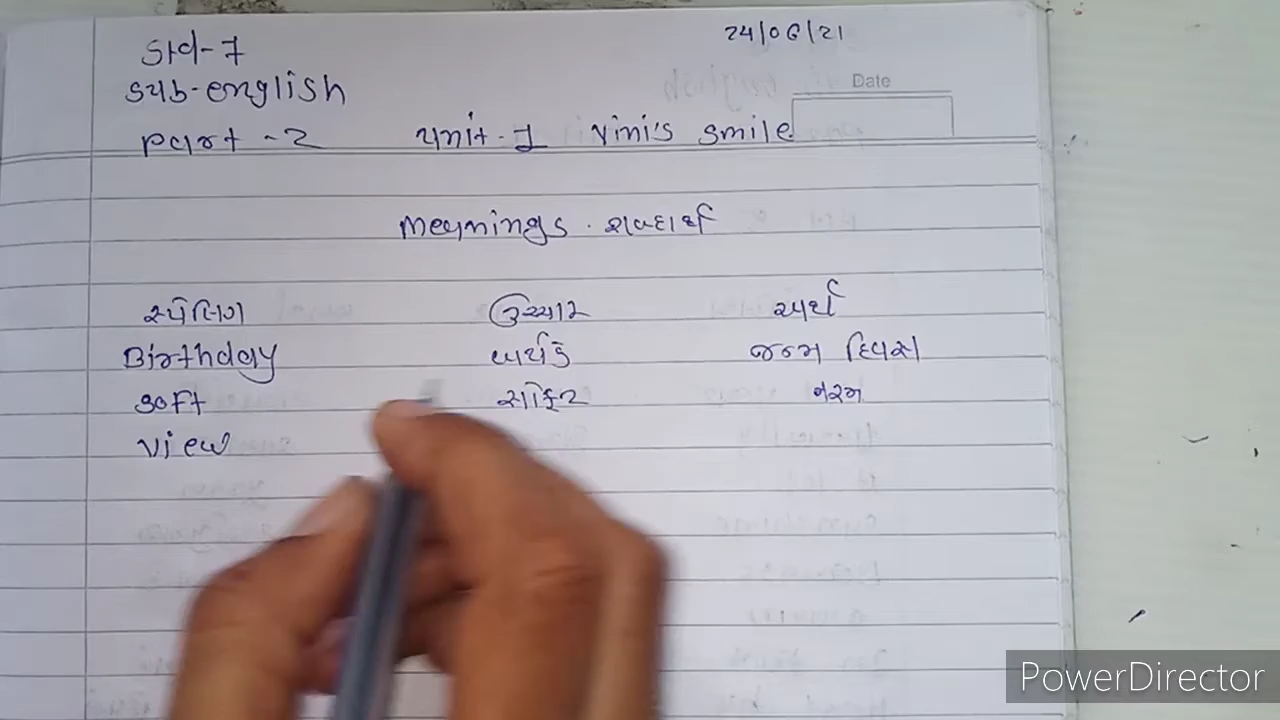 24/06/21
Std-7
Sub-english
Date
Part-2 unit-1 Vini's smile
Meanings. શબ્દાર્થ
સ્પેલિંગ ઉચ્ચાર અર્થ
Birthday બર્થડે જન્મ દિવસ
soft સોફ્ટ નરમ
view
PowerDirector